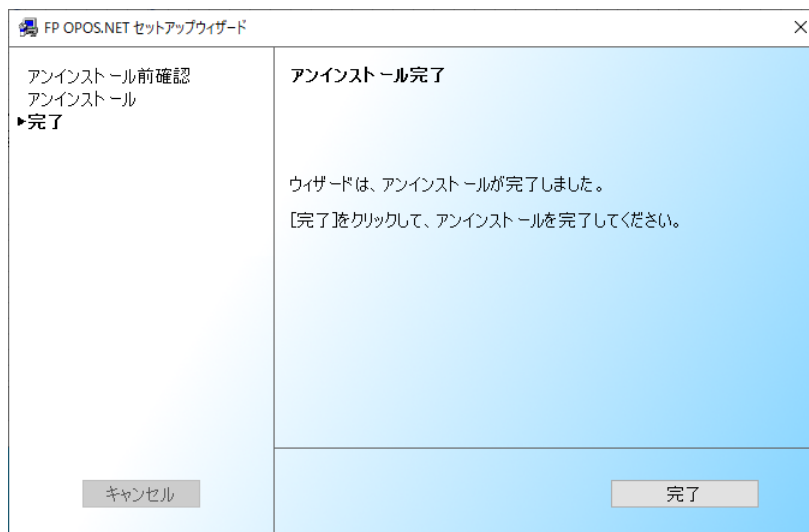 FP OPOS.NET セットアップウィザード
アンインストール前確認
アンインストール
▶完了
アンインストール完了
ウィザードは、アンインストールが完了しました。
[完了]をクリックして、アンインストールを完了してください。
キャンセル
完了